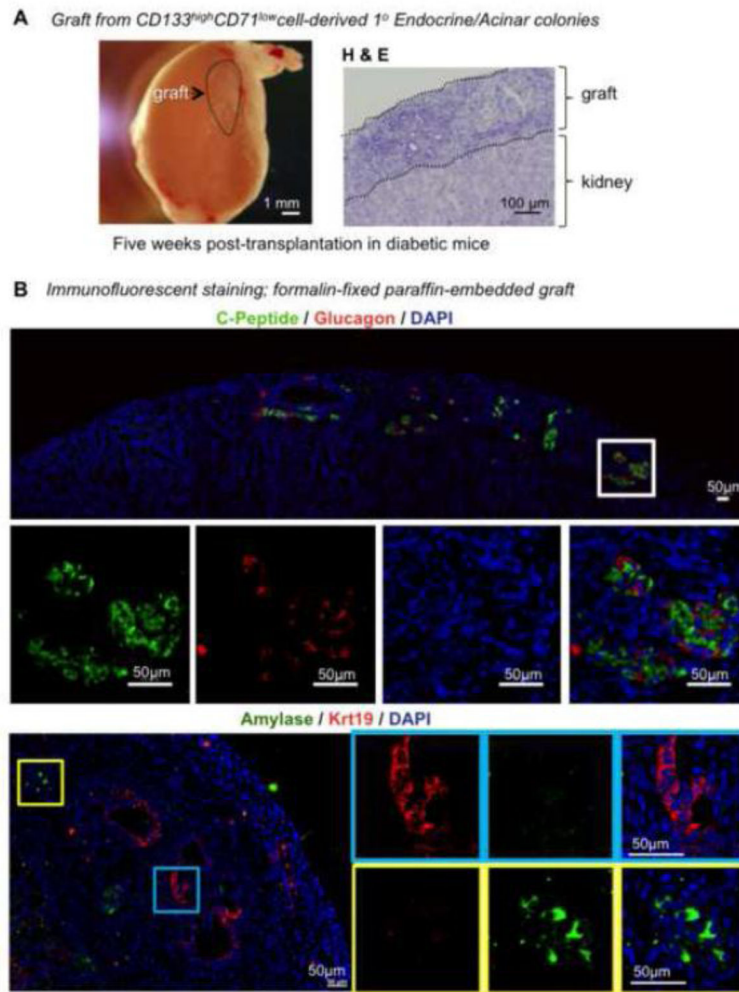 A Graft from CD133highCD71lowcell-derived 1o Endocrine/Acinar colonies
graft
1 mm
H & E
100 µm
graft
kidney
Five weeks post-transplantation in diabetic mice
B Immunofluorescent staining: formalin-fixed paraffin-embedded graft
C-Peptide / Glucagon / DAPI
50µm
50µm
50µm
50µm
50µm
Amylase / Krt19 / DAPI
50µm
50µm
50µm